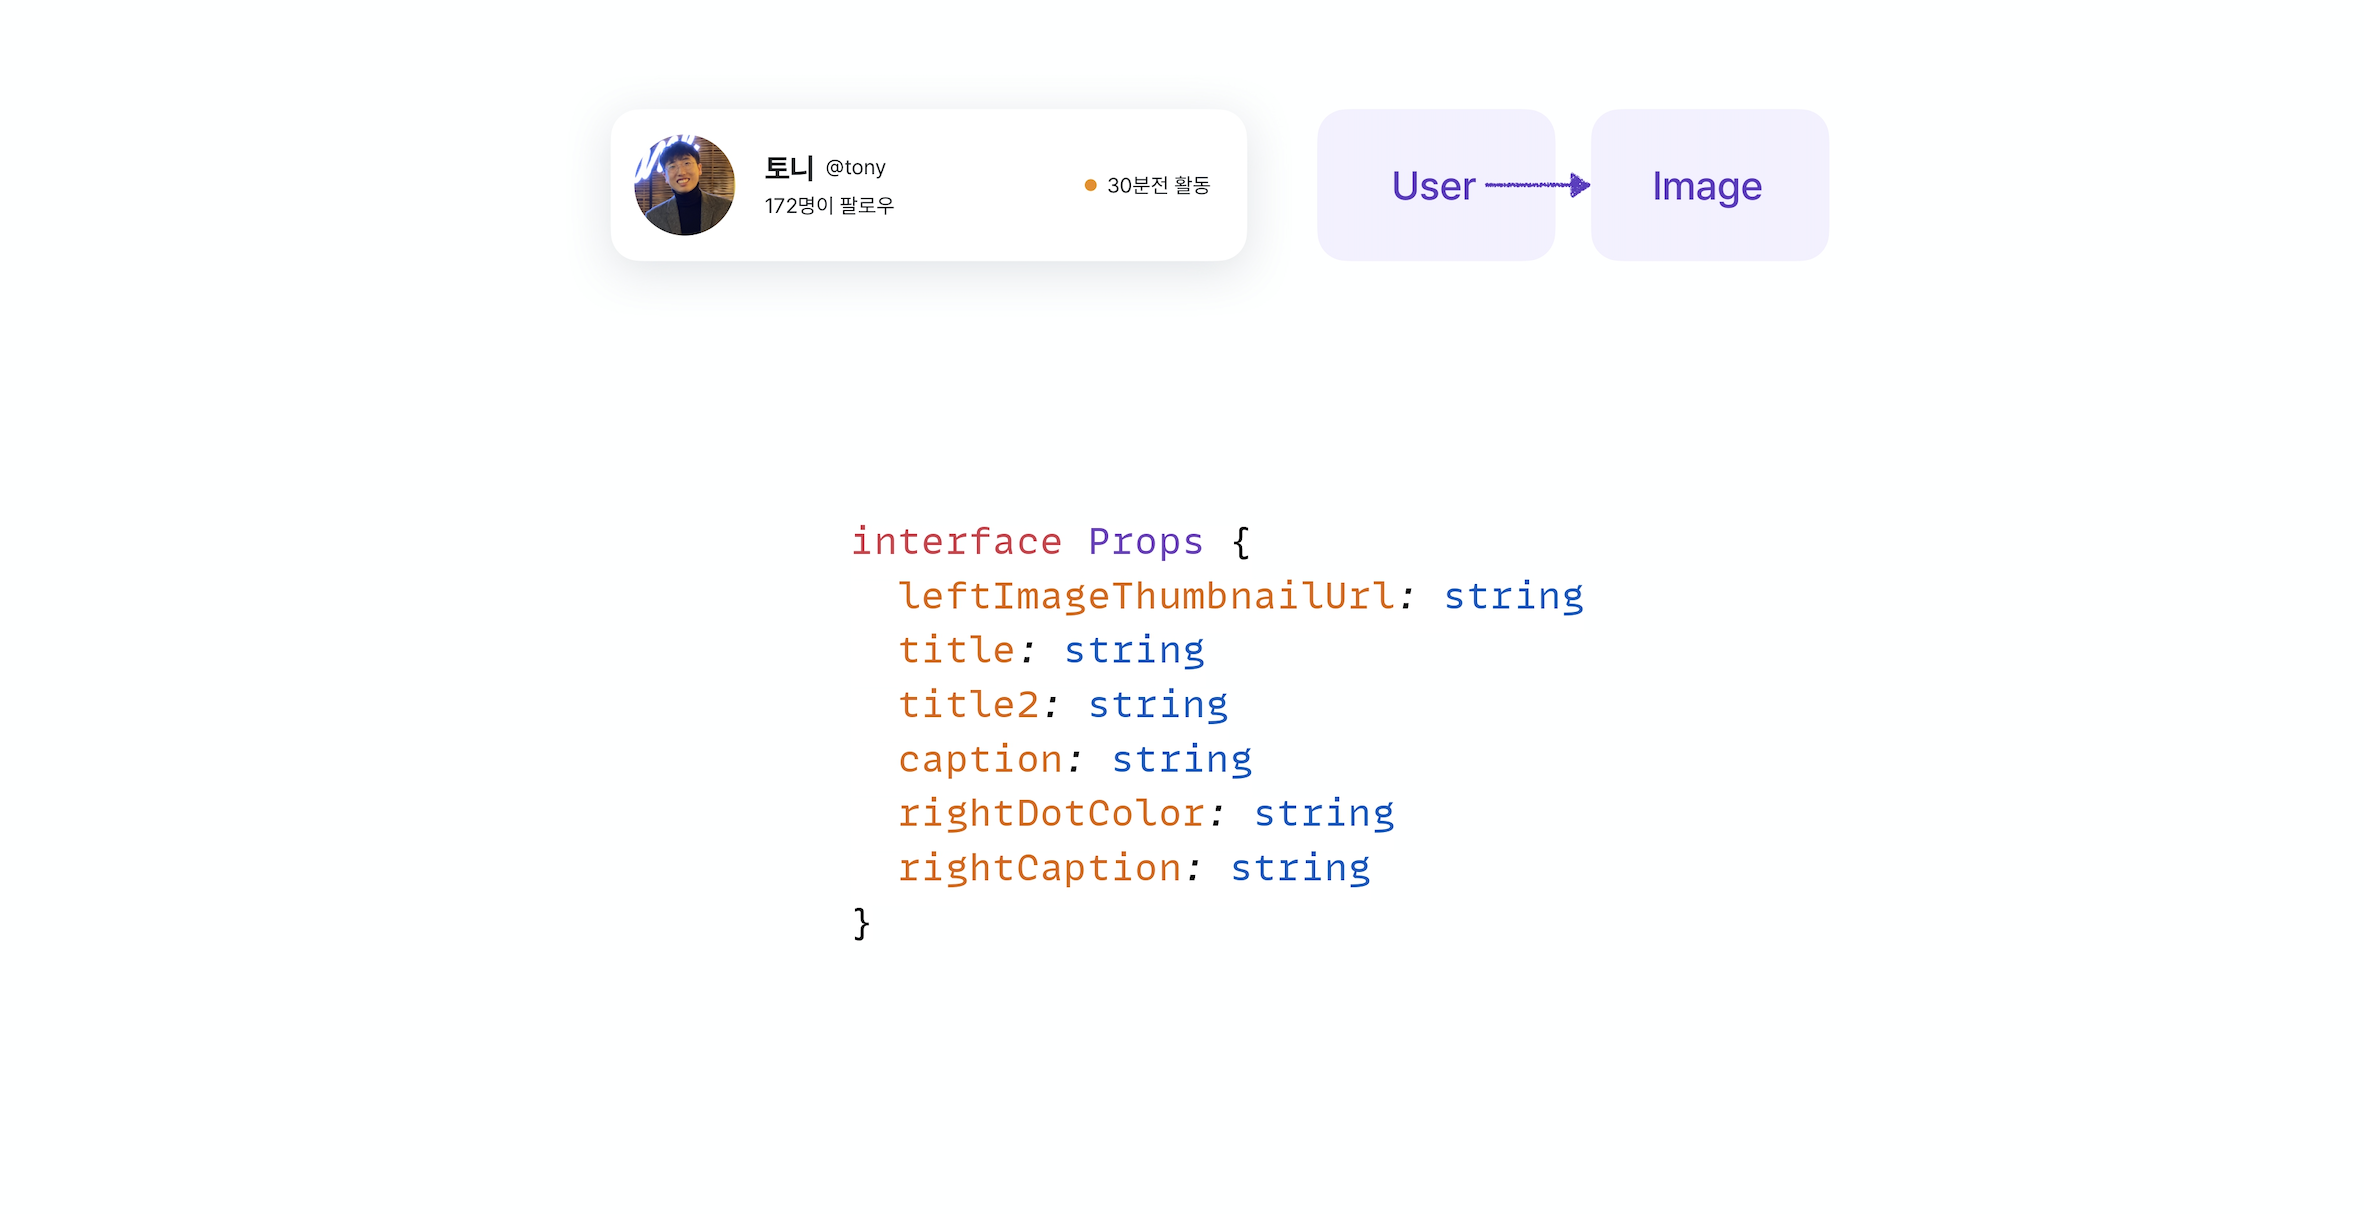 토니 @tony
172명이 팔로우
30분전 활동
User
Image
interface Props {
  leftImageThumbnailUrl: string
  title: string
  title2: string
  caption: string
  rightDotColor: string
  rightCaption: string
}